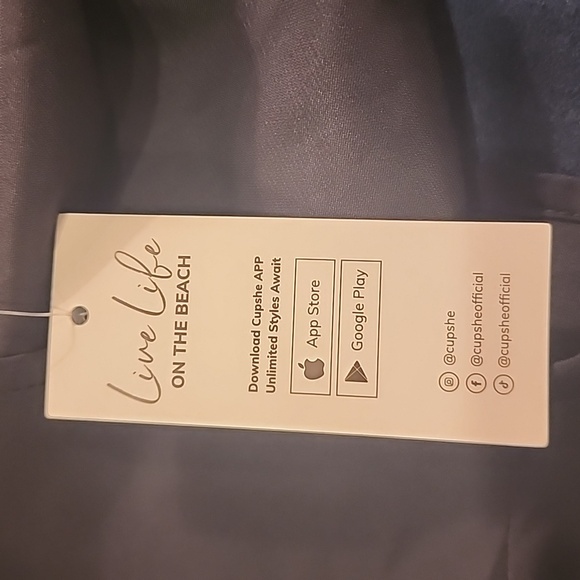 Live Life
ON THE BEACH
Download Cupshe APP
Unlimited Styles Await
App Store
Google Play
@cupshe
@cupsheofficial
@cupsheofficial